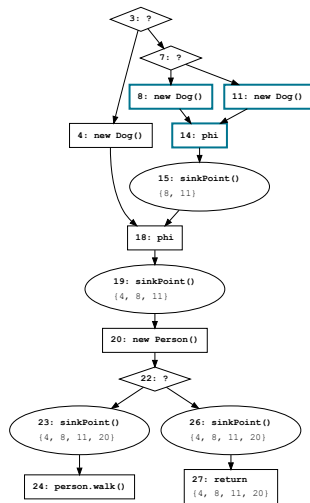 3: ?
7: ?
8: new Dog()
11: new Dog()
4: new Dog()
14: phi
15: sinkPoint()
{8, 11}
18: phi
19: sinkPoint()
{4, 8, 11}
20: new Person()
22: ?
23: sinkPoint()
{4, 8, 11, 20}
26: sinkPoint()
{4, 8, 11, 20}
24: person.walk()
27: return
{4, 8, 11, 20}